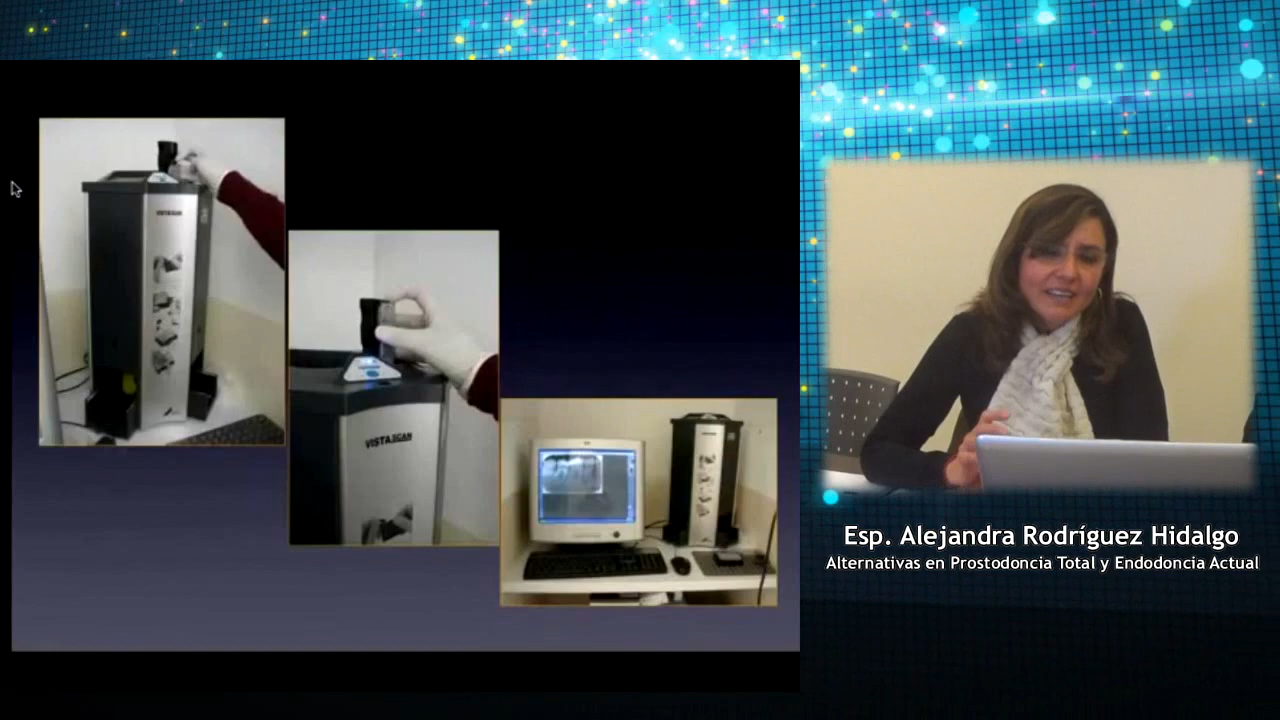 VISTASCAN
VISTASCAN
Esp. Alejandra Rodríguez Hidalgo
Alternativas en Prostodoncia Total y Endodoncia Actual